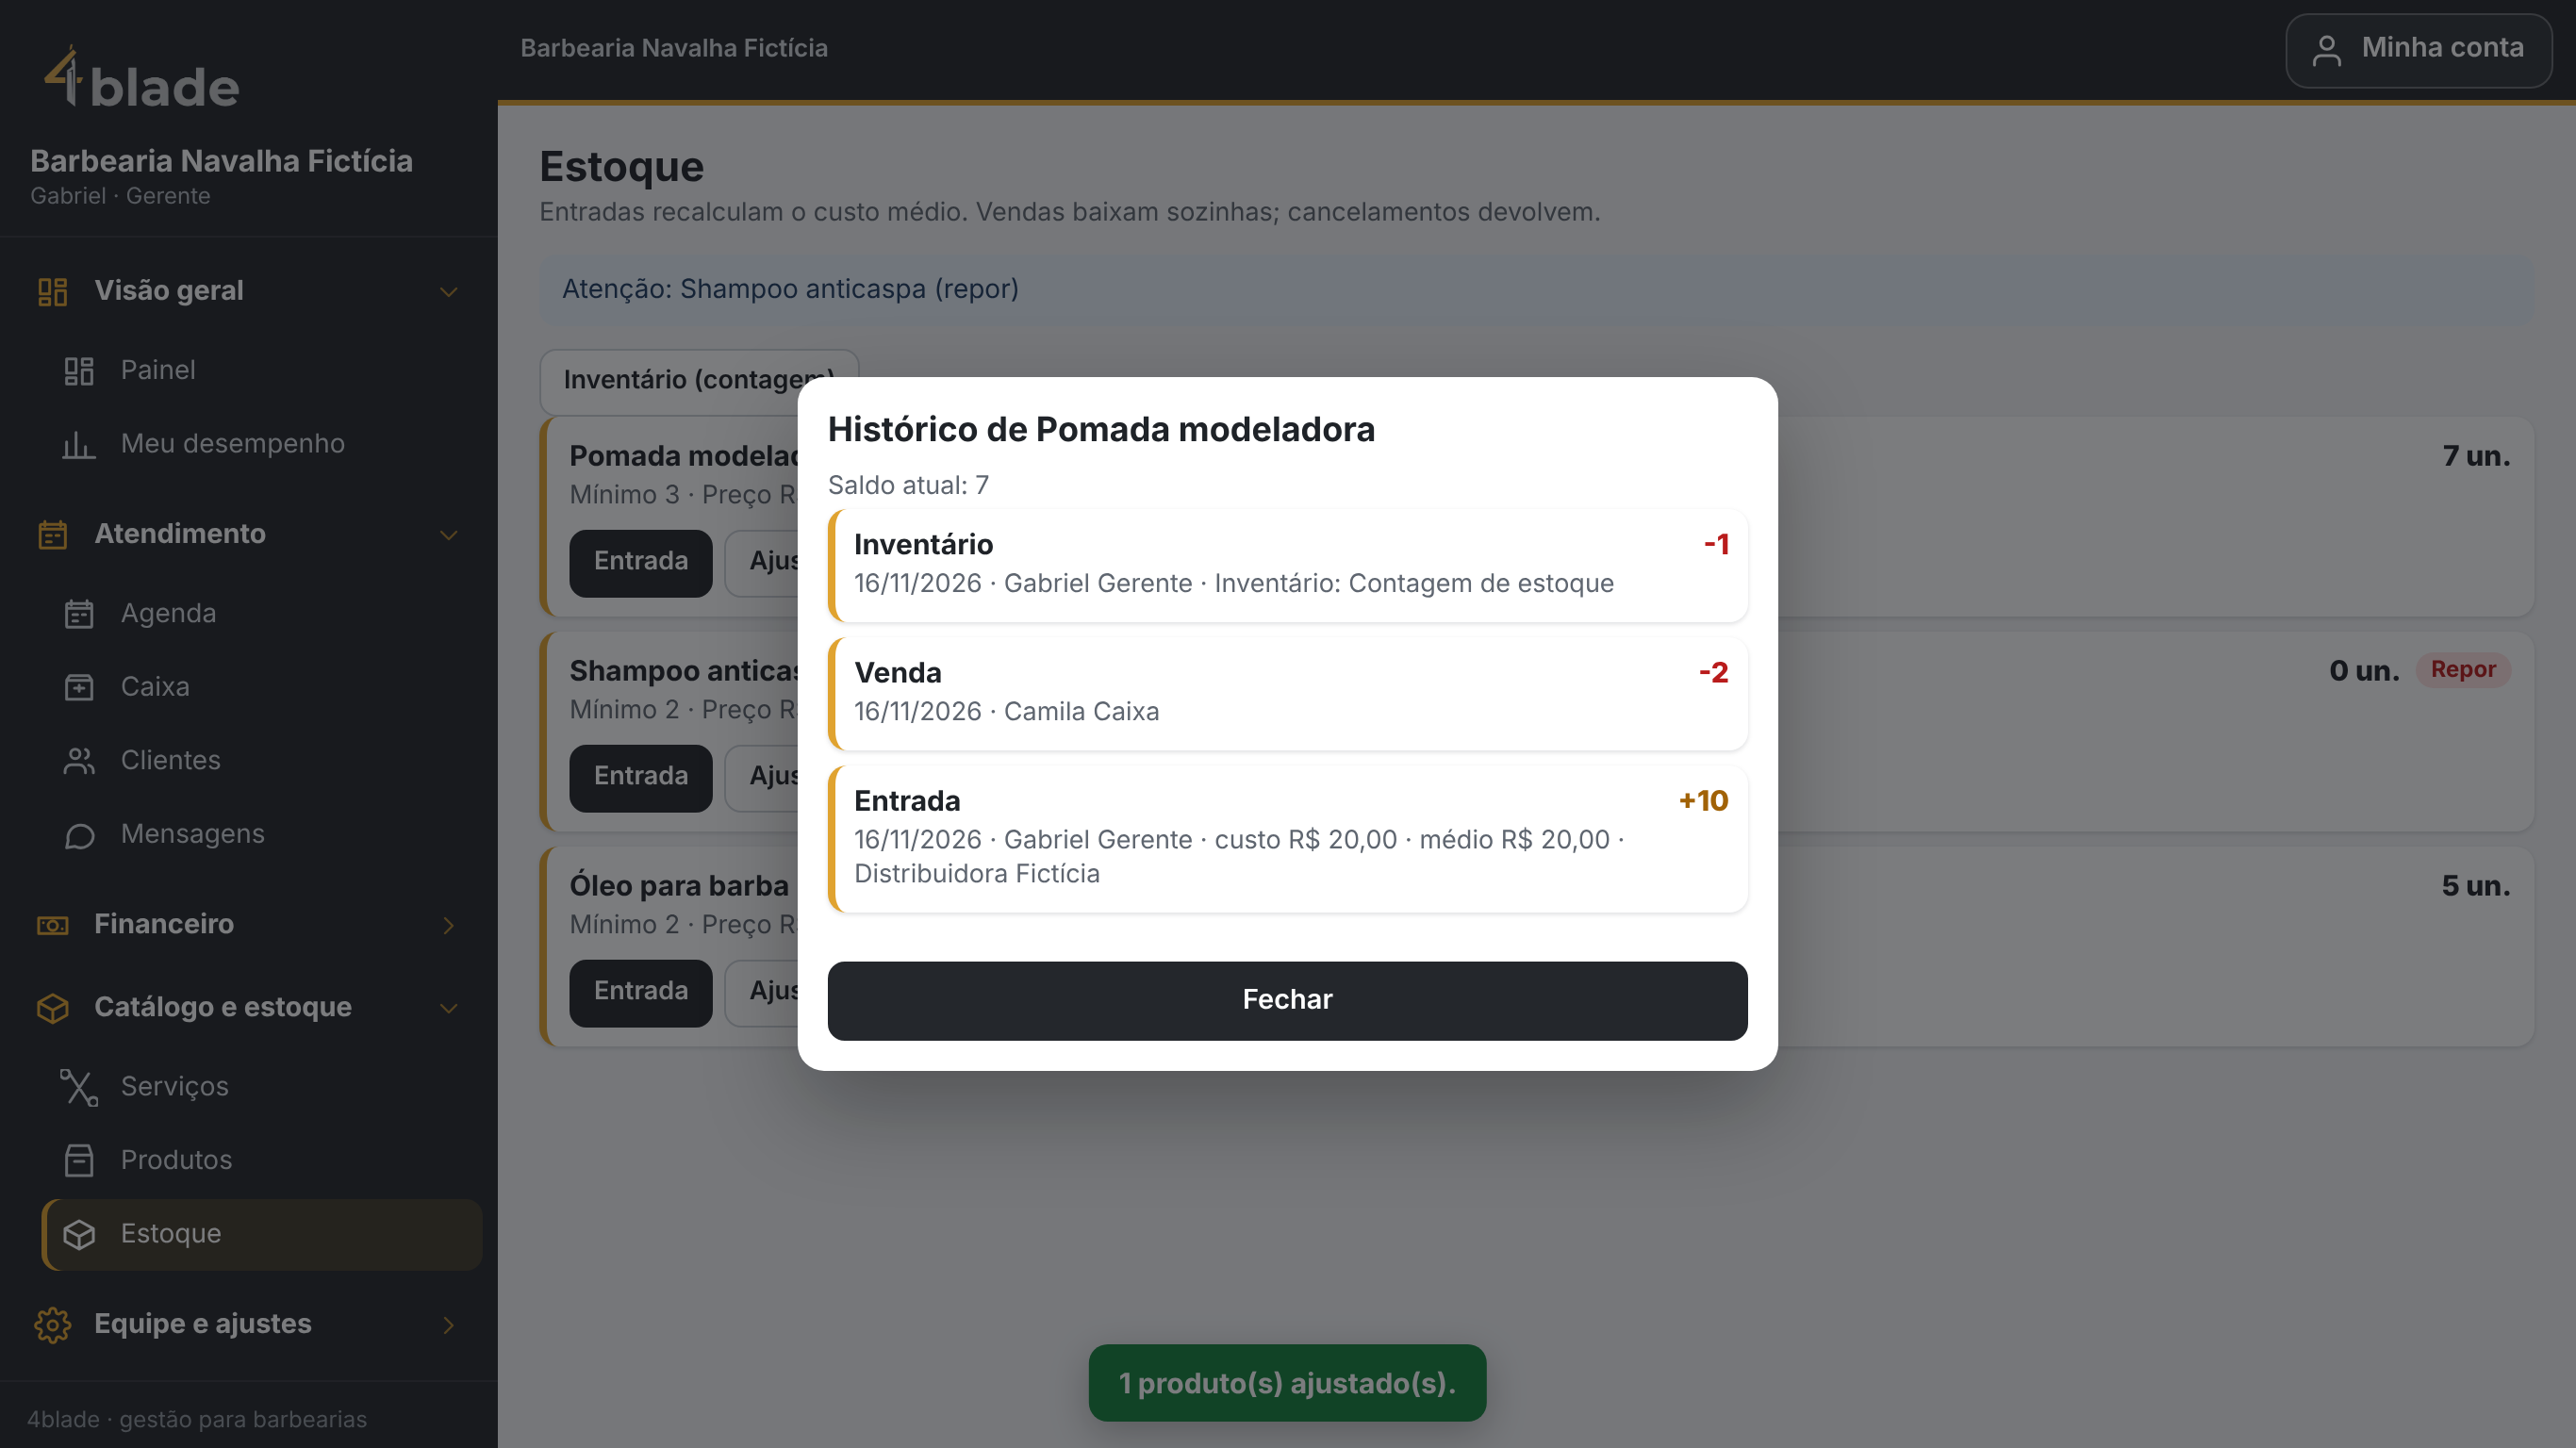 4blade
Barbearia Navalha Fictícia
Gabriel · Gerente
Visão geral
Painel
Meu desempenho
Atendimento
Agenda
Caixa
Clientes
Mensagens
Financeiro
Catálogo e estoque
Serviços
Produtos
Estoque
Equipe e ajustes
4blade · gestão para barbearias
Barbearia Navalha Fictícia
Minha conta
Estoque
Entradas recalculam o custo médio. Vendas baixam sozinhas; cancelamentos devolvem.
Atenção: Shampoo anticaspa (repor)
Inventário (contagem)
Pomada
7 un.
Mínimo 3 · Preço
Entrada
Shampoo
0 un.
Repor
Mínimo 2 · Preço
Entrada
Óleo para barba
5 un.
Mínimo 2 · Preço
Entrada
Histórico de Pomada modeladora
Saldo atual: 7
Inventário
-1
16/11/2026 · Gabriel Gerente · Inventário: Contagem de estoque
Venda
-2
16/11/2026 · Camila Caixa
Entrada
+10
16/11/2026 · Gabriel Gerente · custo R$ 20,00 · médio R$ 20,00 ·
Distribuidora Fictícia
Fechar
1 produto(s) ajustado(s).